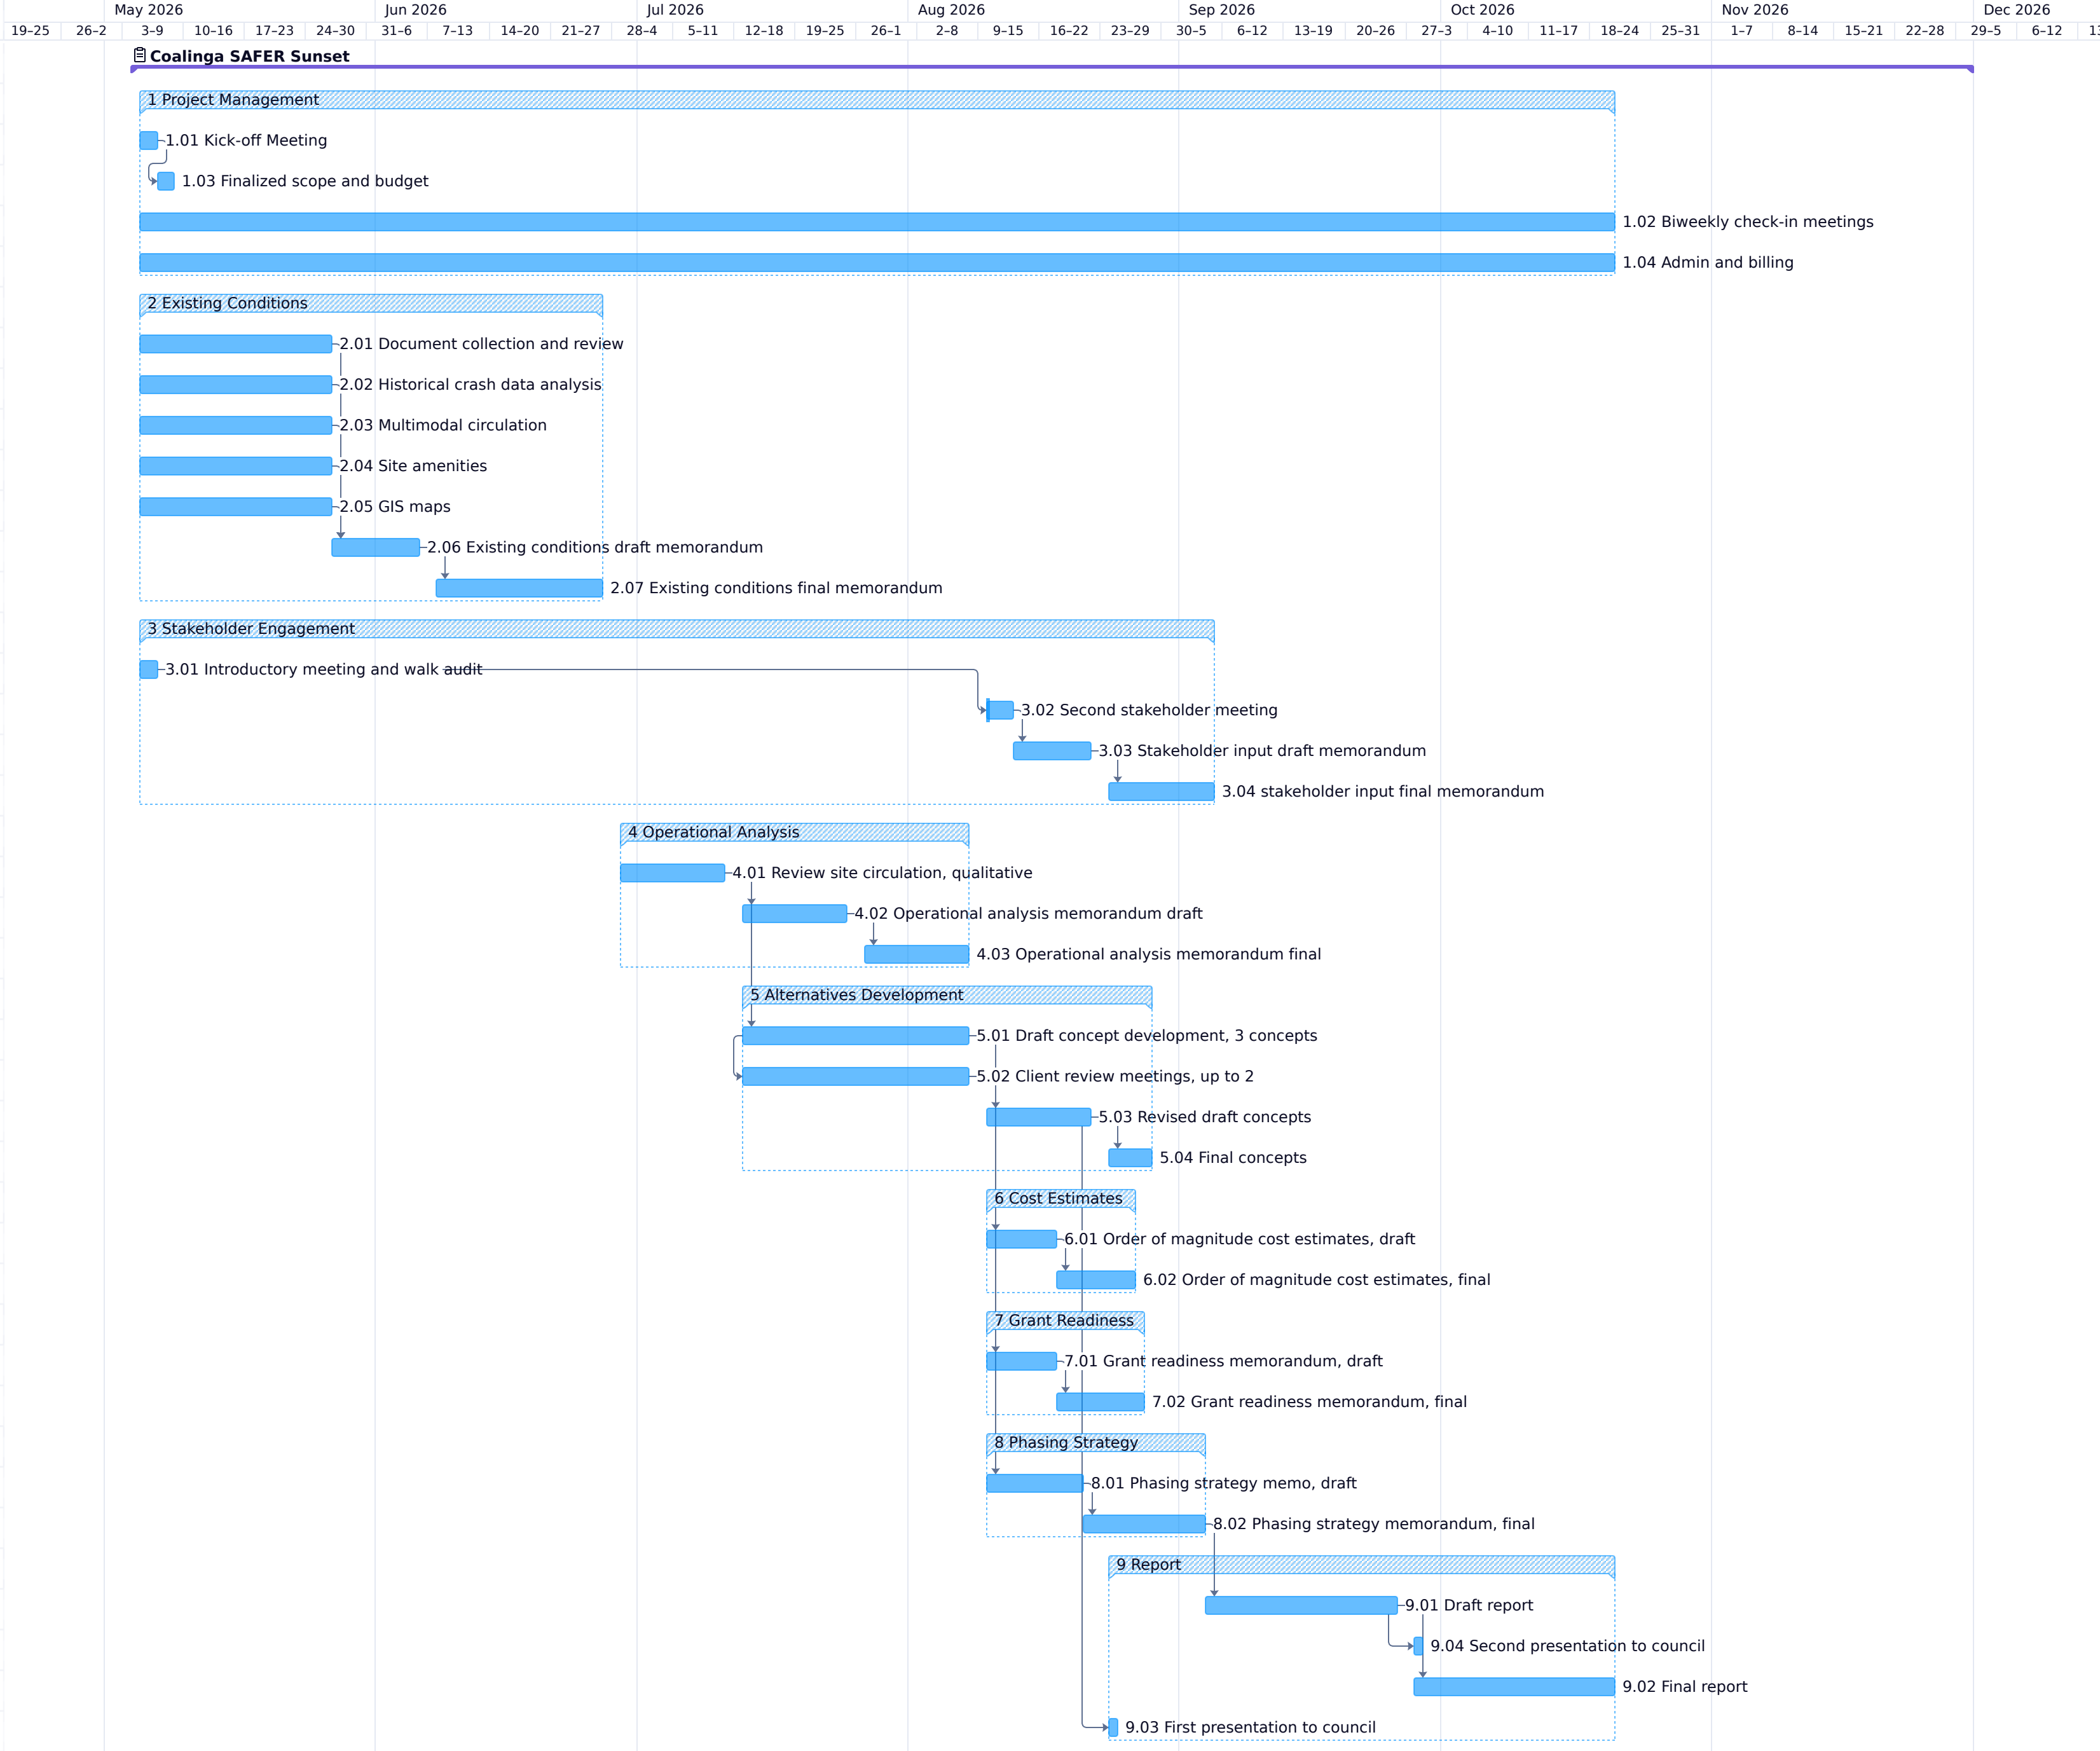 May 2026 Jun 2026 Jul 2026 Aug 2026 Sep 2026 Oct 2026 Nov 2026 Dec 2026
19–25 26–2 3–9 10–16 17–23 24–30 31–6 7–13 14–20 21–27 28–4 5–11 12–18 19–25 26–1 2–8 9–15 16–22 23–29 30–5 6–12 13–19 20–26 27–3 4–10 11–17 18–24 25–31 1–7 8–14 15–21 22–28 29–5 6–12
Coalinga SAFER Sunset
1 Project Management
1.01 Kick-off Meeting
1.03 Finalized scope and budget
1.02 Biweekly check-in meetings
1.04 Admin and billing
2 Existing Conditions
2.01 Document collection and review
2.02 Historical crash data analysis
2.03 Multimodal circulation
2.04 Site amenities
2.05 GIS maps
2.06 Existing conditions draft memorandum
2.07 Existing conditions final memorandum
3 Stakeholder Engagement
3.01 Introductory meeting and walk audit
3.02 Second stakeholder meeting
3.03 Stakeholder input draft memorandum
3.04 stakeholder input final memorandum
4 Operational Analysis
4.01 Review site circulation, qualitative
4.02 Operational analysis memorandum draft
4.03 Operational analysis memorandum final
5 Alternatives Development
5.01 Draft concept development, 3 concepts
5.02 Client review meetings, up to 2
5.03 Revised draft concepts
5.04 Final concepts
6 Cost Estimates
6.01 Order of magnitude cost estimates, draft
6.02 Order of magnitude cost estimates, final
7 Grant Readiness
7.01 Grant readiness memorandum, draft
7.02 Grant readiness memorandum, final
8 Phasing Strategy
8.01 Phasing strategy memo, draft
8.02 Phasing strategy memorandum, final
9 Report
9.01 Draft report
9.04 Second presentation to council
9.02 Final report
9.03 First presentation to council